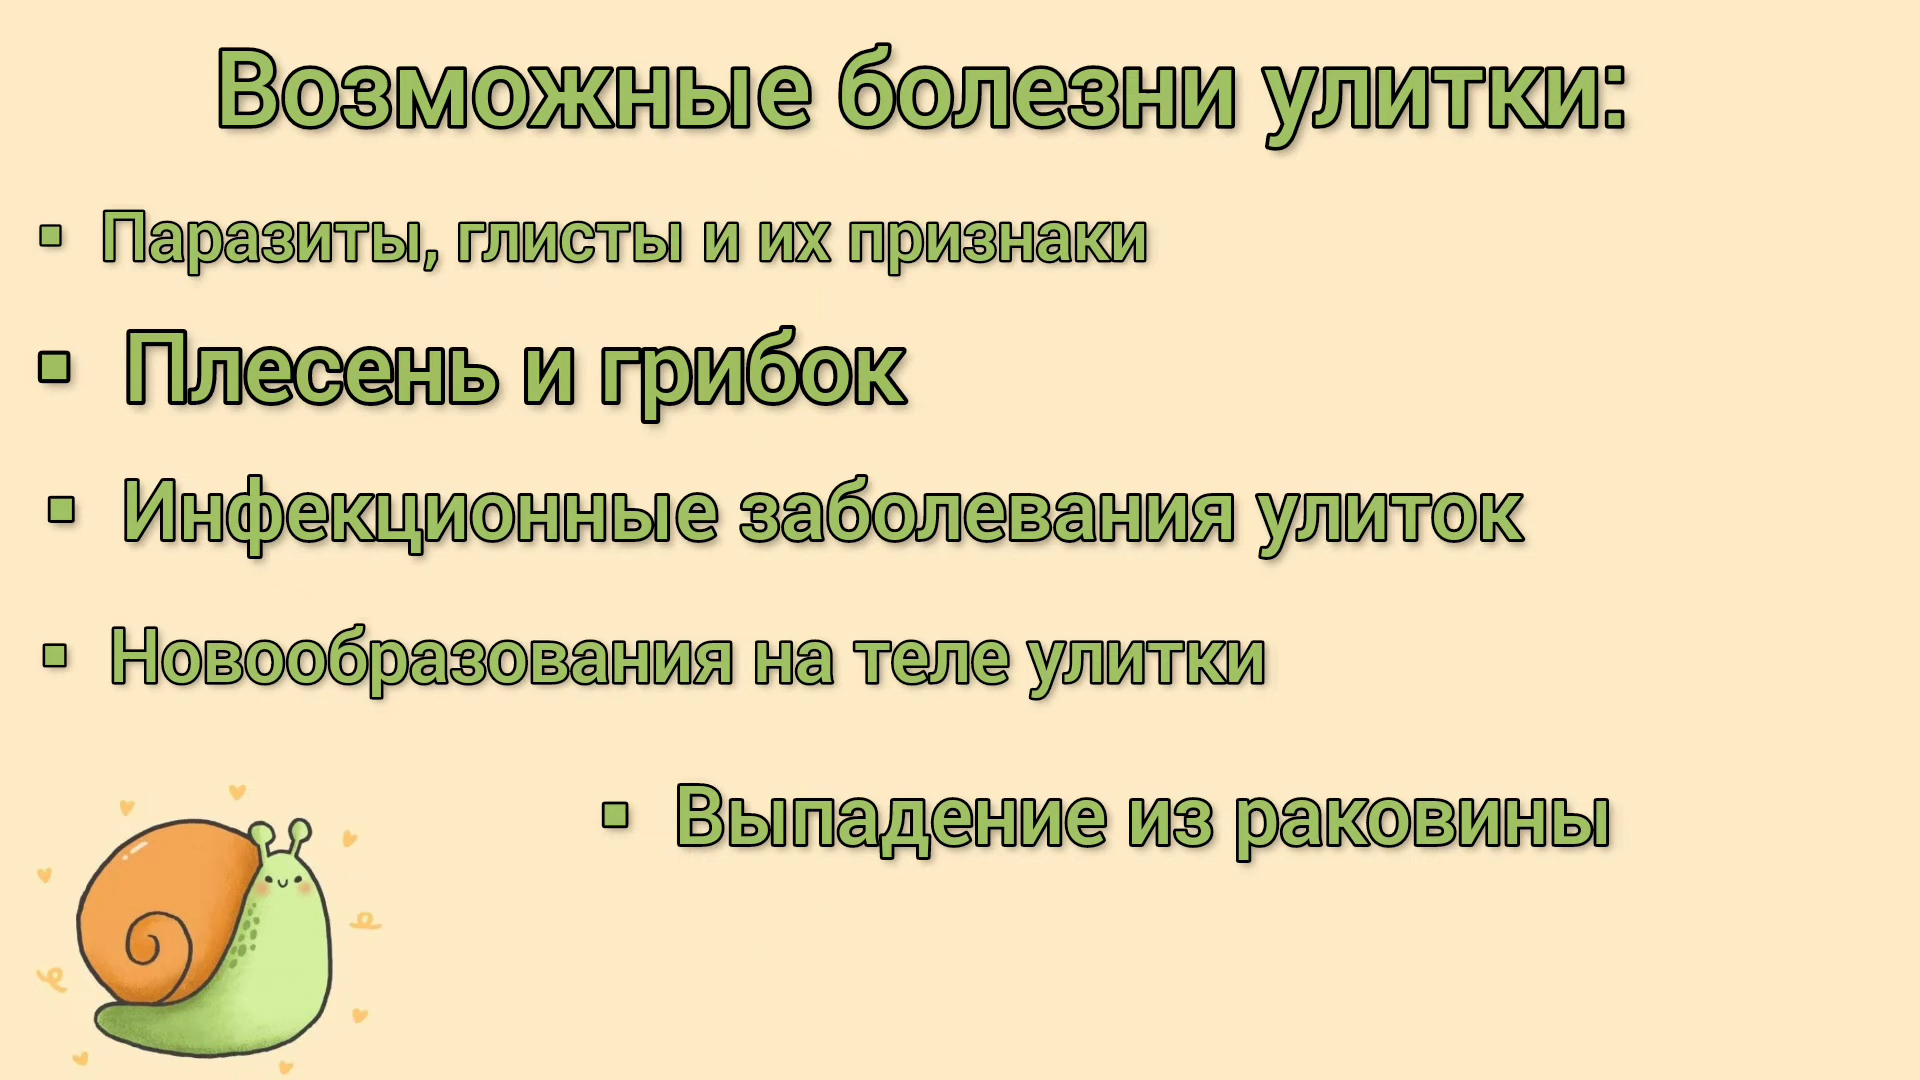 Возможные болезни улитки:
▪ Паразиты, глисты и их признаки
▪ Плесень и грибок
▪ Инфекционные заболевания улиток
▪ Новообразования на теле улитки
▪ Выпадение из раковины